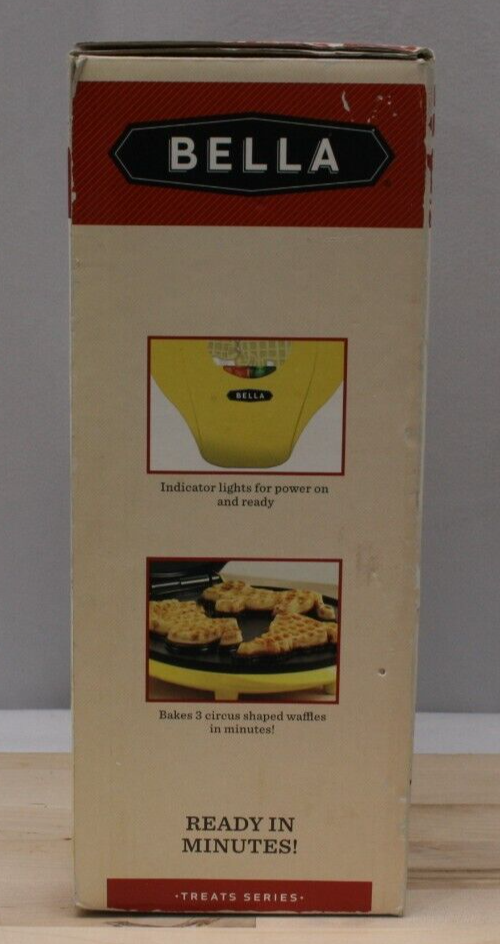 BELLA
BELLA
Indicator lights for power on
and ready
Bakes 3 circus shaped waffles
in minutes!
READY IN
MINUTES!
·TREATS SERIES·